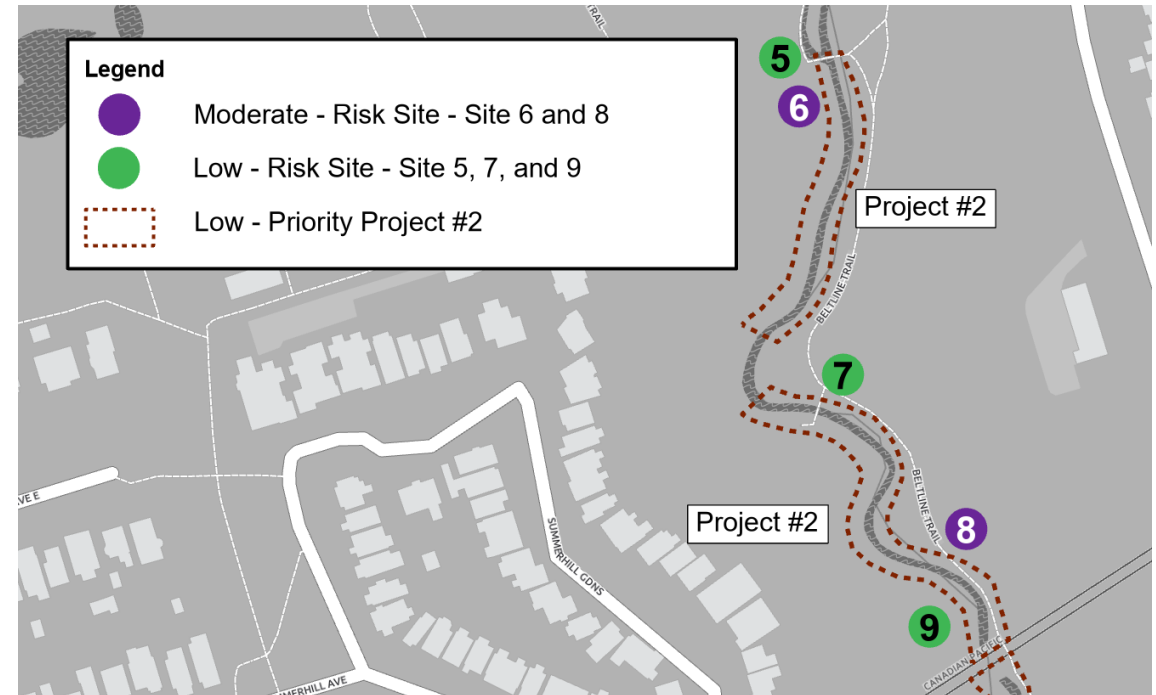 TRAIL
Legend
Moderate - Risk Site - Site 6 and 8
Low - Risk Site - Site 5, 7, and 9
Low - Priority Project #2
5
6
Project #2
BELTLINE TRAIL
7
BELTLINE TRAIL
Project #2
8
9
VE E
SUMMERHILL GDNS
MERHILL AVE
CANADIAN PACIFIC